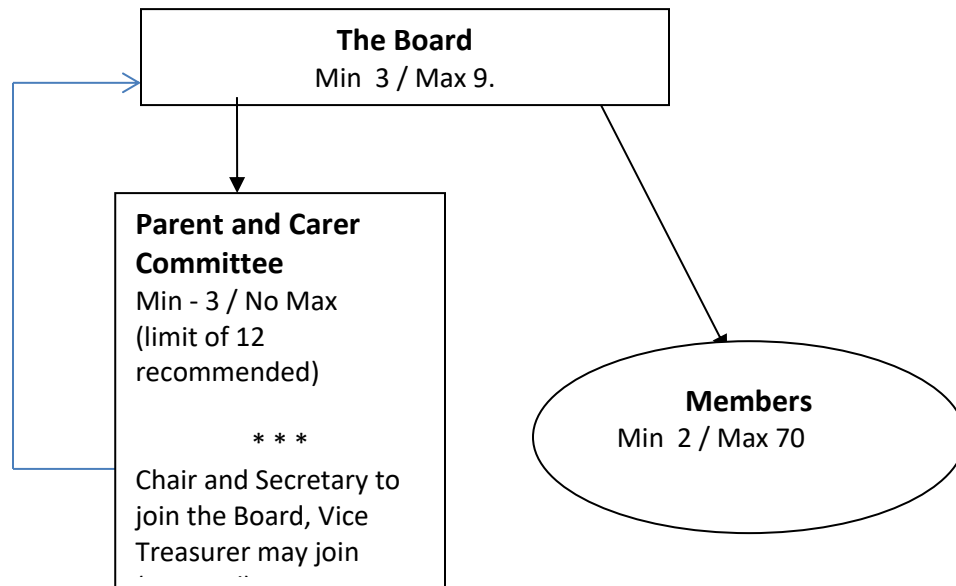 The Board
Min 3 / Max 9.
Parent and Carer
Committee
Min - 3 / No Max
(limit of 12
recommended)
* * *
Chair and Secretary to
join the Board, Vice
Treasurer may join
Members
Min 2 / Max 70